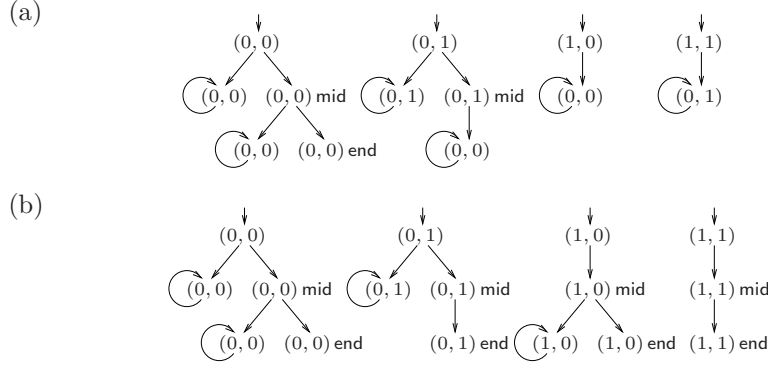 (a)
(0, 0) (0, 1) (1, 0) (1, 1)
(0, 0) (0, 0) mid (0, 1) (0, 1) mid (0, 0) (0, 1)
(0, 0) (0, 0) end (0, 0)
(b)
(0, 0) (0, 1) (1, 0) (1, 1)
(0, 0) (0, 0) mid (0, 1) (0, 1) mid (1, 0) mid (1, 1) mid
(0, 0) (0, 0) end (0, 1) end (1, 0) (1, 0) end (1, 1) end